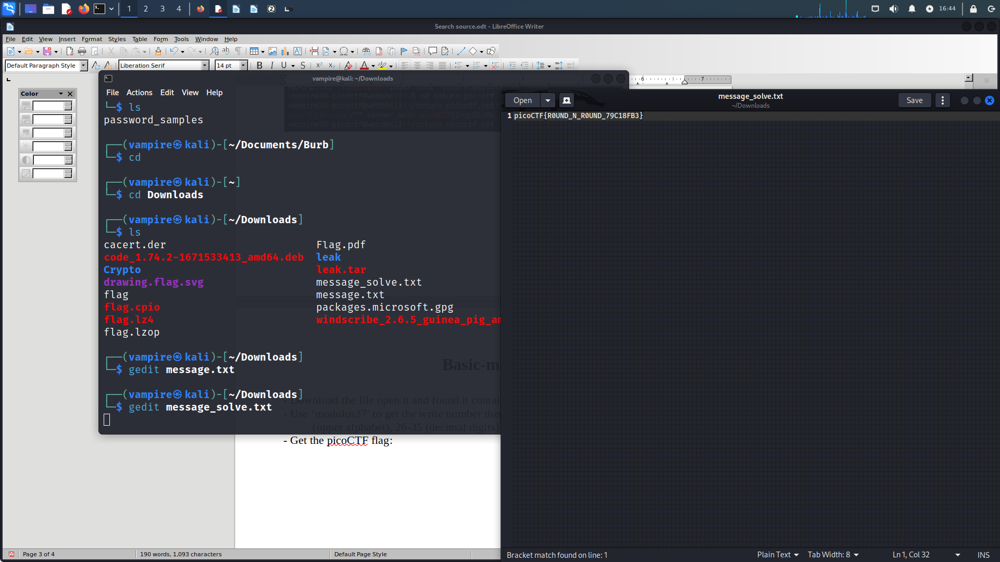 1 2 3 4
16:44
Search source.odt - LibreOffice Writer
File Edit View Insert Format Styles Table Form Tools Window Help
Default Paragraph Style
Liberation Serif
14 pt
vampire@kali: ~/Downloads
6 7
Color
File Actions Edit View Help
└─$ ls
password_samples
┌──(vampire㉿kali)-[~/Documents/Burb]
└─$ cd
┌──(vampire㉿kali)-[~]
└─$ cd Downloads
┌──(vampire㉿kali)-[~/Downloads]
└─$ ls
cacert.der Flag.pdf
code_1.74.2-1671533413_amd64.deb leak
Crypto leak.tar
drawing.flag.svg message_solve.txt
flag message.txt
flag.cpio packages.microsoft.gpg
flag.lz4 windscribe_2.6.5_guinea_pig_am
flag.lzop
┌──(vampire㉿kali)-[~/Downloads]
└─$ gedit message.txt
┌──(vampire㉿kali)-[~/Downloads]
└─$ gedit message_solve.txt
Basic-m
- Download the file open it and found it contai
- Use ‘modulus37’ to get the write number the
(upper alphabet), 26-35 (decimal digits)
- Get the picoCTF flag:
Open
message_solve.txt
~/Downloads
Save
1 picoCTF{R0UND_N_R0UND_79C18FB3}
Bracket match found on line: 1
Plain Text
Tab Width: 8
Ln 1, Col 32
INS
Page 3 of 4
190 words, 1,093 characters
Default Page Style